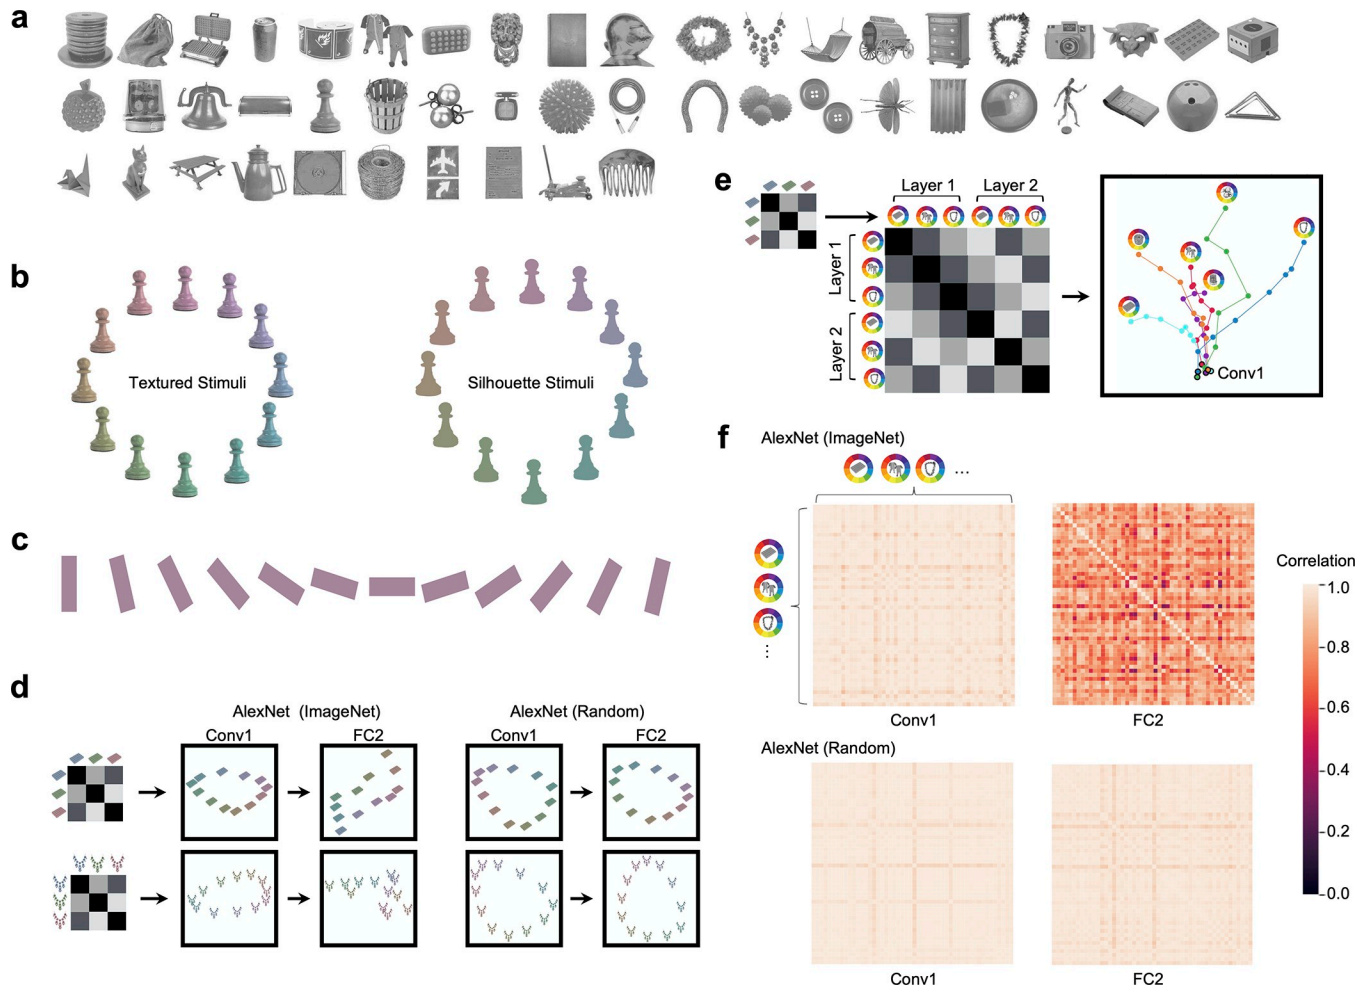 a
b
Textured Stimuli
Silhouette Stimuli
c
d
AlexNet (ImageNet)
Conv1
FC2
AlexNet (Random)
Conv1
FC2
e
Layer 1
Layer 2
Layer 1
Layer 2
Conv1
f
AlexNet (ImageNet)
...
...
Conv1
FC2
AlexNet (Random)
Conv1
FC2
Correlation
1.0
0.8
0.6
0.4
0.2
0.0